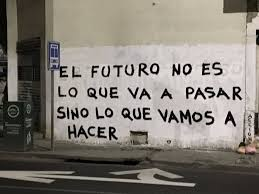 EL FUTURO NO ES
LO QUE VA A PASAR
SINO LO QUE VAMOS A
HACER